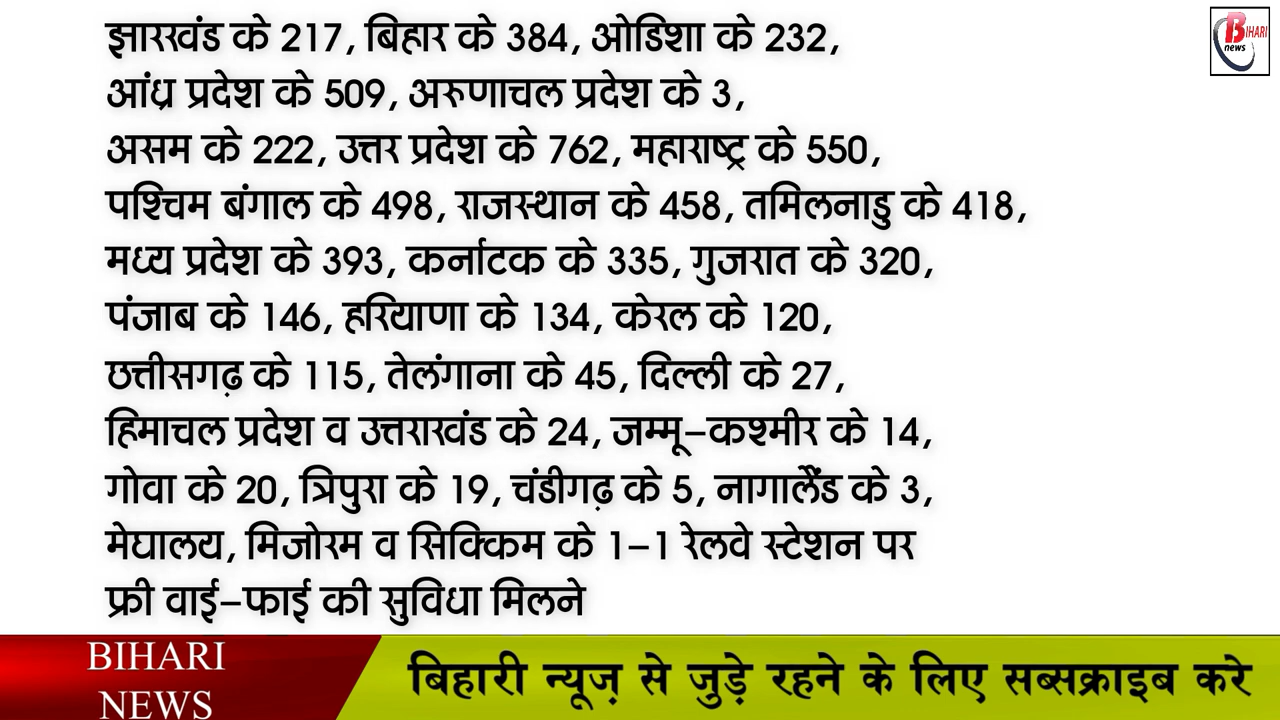 झारखंड के 217, बिहार के 384, ओडिशा के 232,
आंध्र प्रदेश के 509, अरुणाचल प्रदेश के 3,
असम के 222, उत्तर प्रदेश के 762, महाराष्ट्र के 550,
पश्चिम बंगाल के 498, राजस्थान के 458, तमिलनाडु के 418,
मध्य प्रदेश के 393, कर्नाटक के 335, गुजरात के 320,
पंजाब के 146, हरियाणा के 134, केरल के 120,
छत्तीसगढ़ के 115, तेलंगाना के 45, दिल्ली के 27,
हिमाचल प्रदेश व उत्तराखंड के 24, जम्मू-कश्मीर के 14,
गोवा के 20, त्रिपुरा के 19, चंडीगढ़ के 5, नागालैंड के 3,
मेघालय, मिजोरम व सिक्किम के 1-1 रेलवे स्टेशन पर
फ्री वाई-फाई की सुविधा मिलने
BIHARI
news
BIHARI
NEWS
बिहारी न्यूज़ से जुड़े रहने के लिए सब्सक्राइब करे